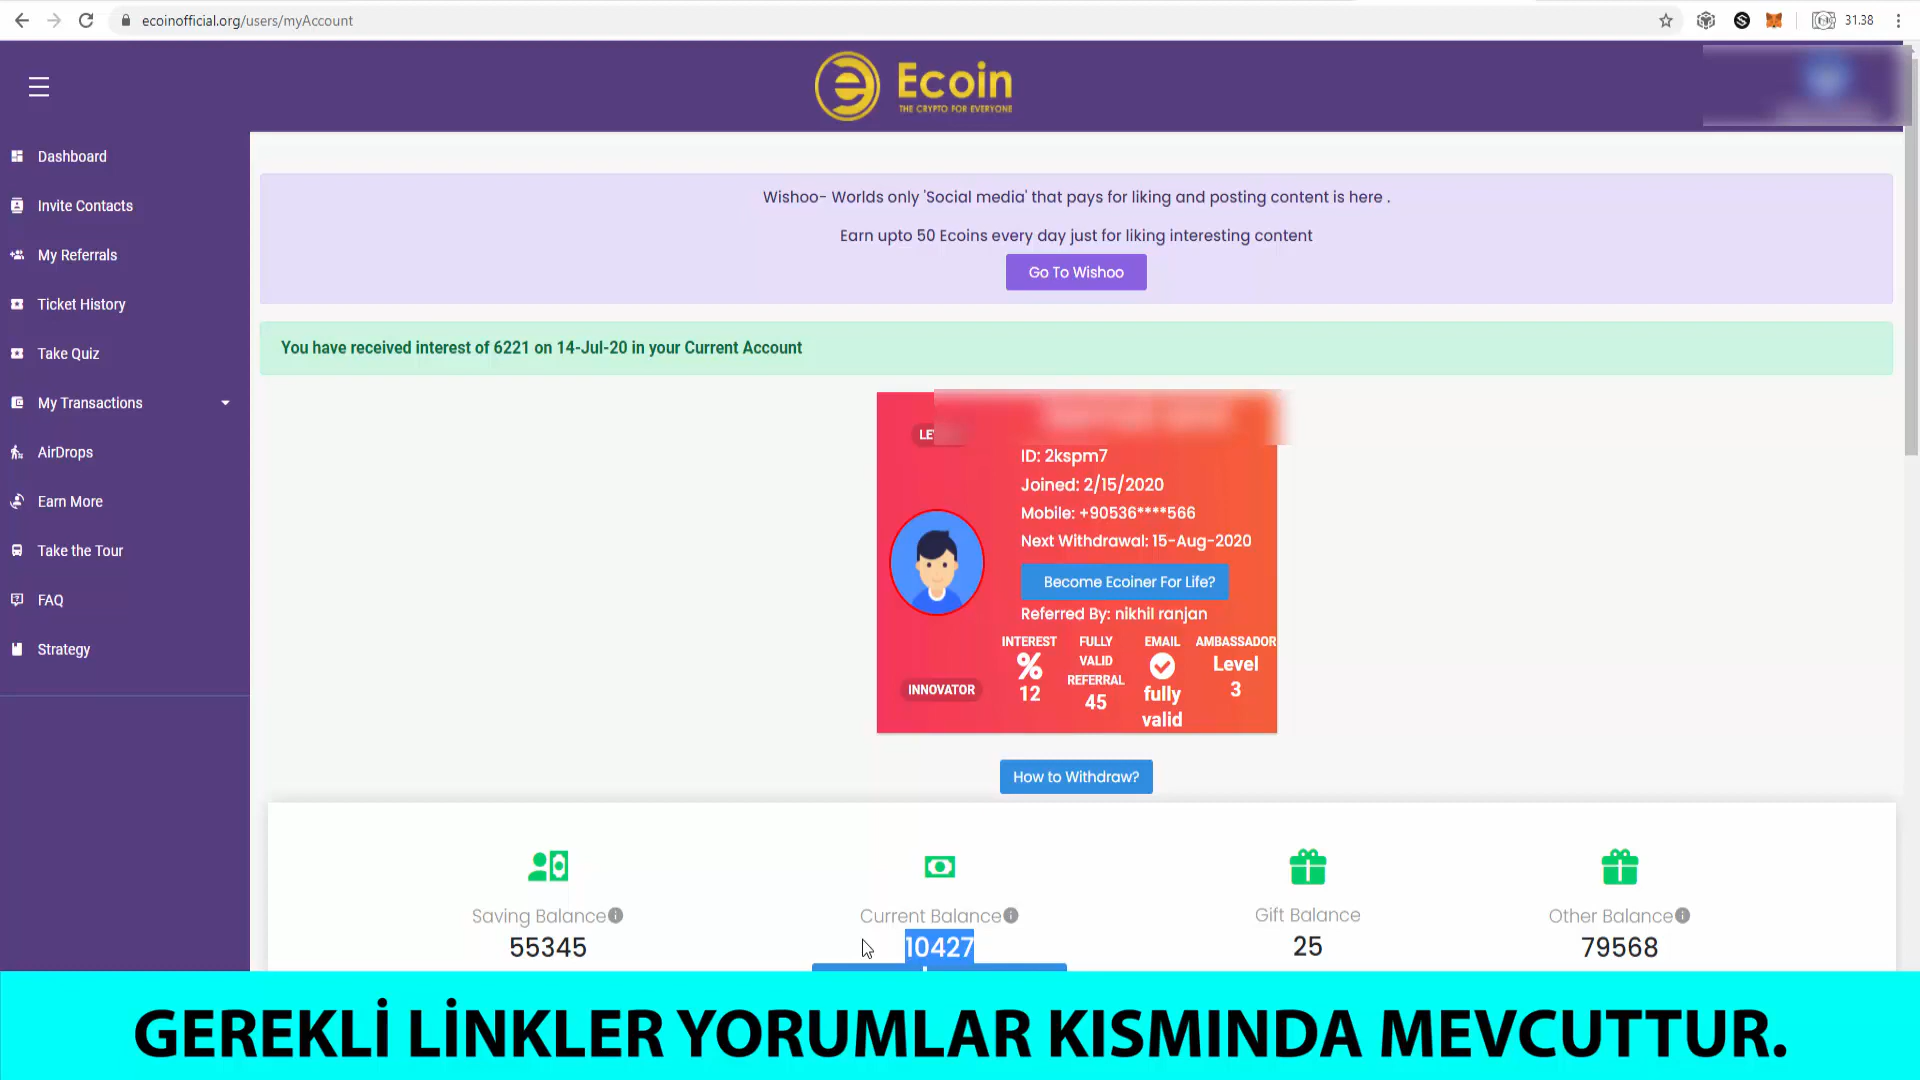 ecoinofficial.org/users/myAccount
31.38
Ecoin
THE CRYPTO FOR EVERYONE
Dashboard
Invite Contacts
My Referrals
Ticket History
Take Quiz
My Transactions
AirDrops
Earn More
Take the Tour
FAQ
Strategy
Wishoo- Worlds only 'Social media' that pays for liking and posting content is here .
Earn upto 50 Ecoins every day just for liking interesting content
Go To Wishoo
You have received interest of 6221 on 14-Jul-20 in your Current Account
ID: 2kspm7
Joined: 2/15/2020
Mobile: +90536****566
Next Withdrawal: 15-Aug-2020
Become Ecoiner For Life?
Referred By: nikhil ranjan
INNOVATOR
INTEREST
%
12
FULLY
VALID
REFERRAL
45
EMAIL
fully
valid
AMBASSADOR
Level
3
How to Withdraw?
Saving Balance
55345
Current Balance
10427
Gift Balance
25
Other Balance
79568
GEREKLİ LİNKLER YORUMLAR KISMINDA MEVCUTTUR.